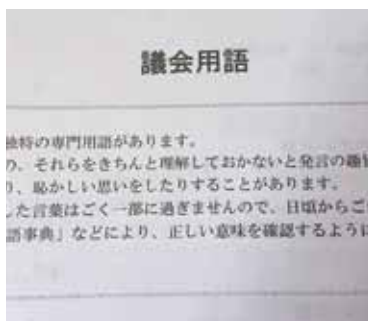 議会用語
独特の専門用語があります。
り、それらをきちんと理解しておかないと発言の趣旨
り、恥かしい思いをしたりすることがあります。
した言葉はごく一部に過ぎませんので、日頃からご
語事典」などにより、正しい意味を確認するように